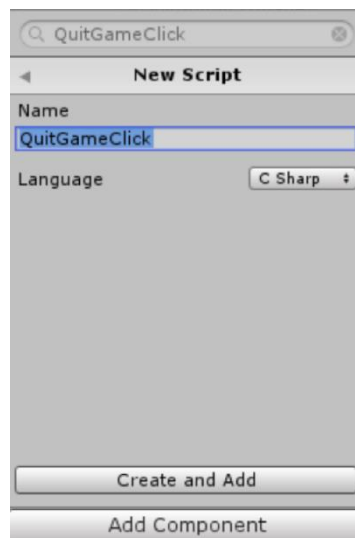 QuitGameClick
New Script
Name
QuitGameClick
Language C Sharp
Create and Add
Add Component